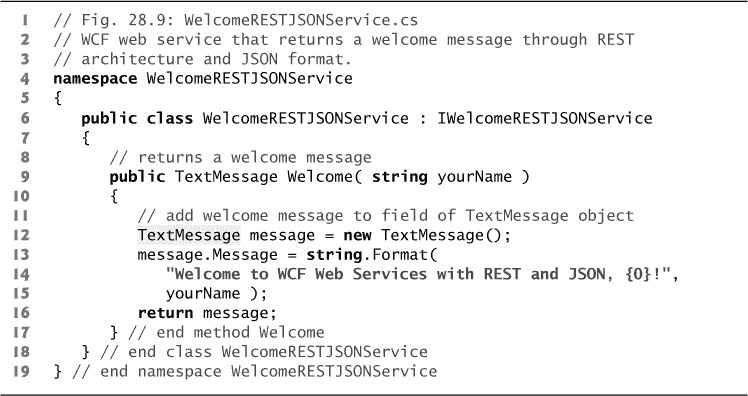 1 // Fig. 28.9: WelcomeRESTJSONService.cs
2 // WCF web service that returns a welcome message through REST
3 // architecture and JSON format.
4 namespace WelcomeRESTJSONService
5 {
6 public class WelcomeRESTJSONService : IWelcomeRESTJSONService
7 {
8 // returns a welcome message
9 public TextMessage Welcome( string yourName )
10 {
11 // add welcome message to field of TextMessage object
12 TextMessage message = new TextMessage();
13 message.Message = string.Format(
14 "Welcome to WCF Web Services with REST and JSON, {0}!",
15 yourName );
16 return message;
17 } // end method Welcome
18 } // end class WelcomeRESTJSONService
19 } // end namespace WelcomeRESTJSONService